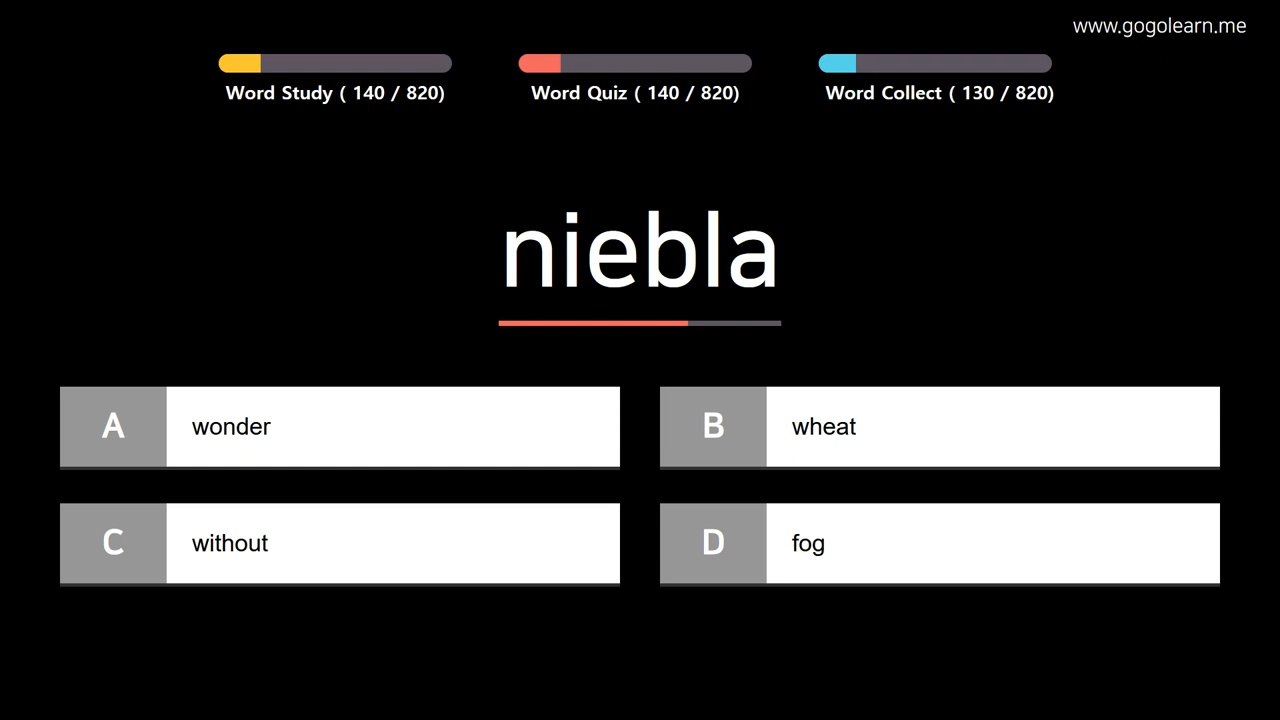 www.gogolearn.me
Word Study ( 140 / 820)
Word Quiz ( 140 / 820)
Word Collect ( 130 / 820)
niebla
A wonder
B wheat
C without
D fog